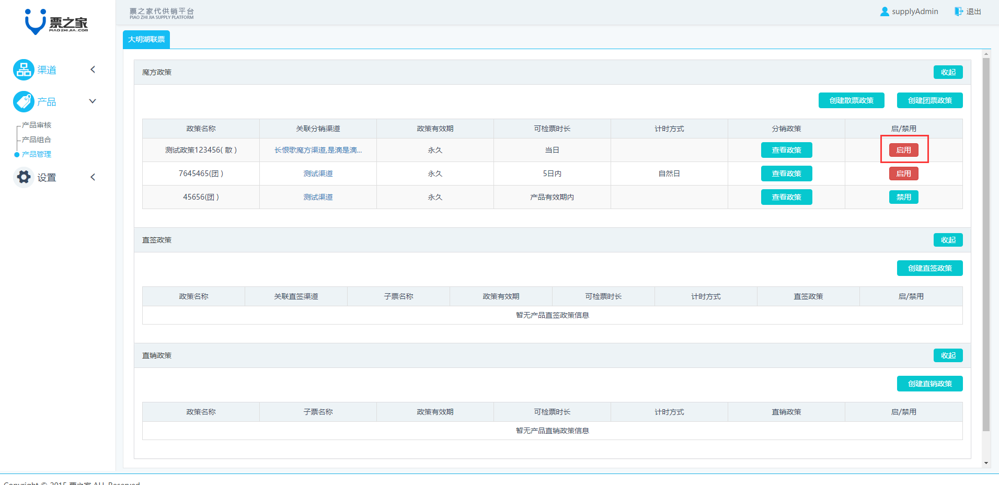 票之家
PIAOZHIJIA.COM
票之家代供销平台
PIAO ZHI JIA SUPPLY PLATFORM
supplyAdmin 退出
渠道
产品
产品审核
产品组合
产品管理
设置
大明湖联票
魔方政策 收起
创建散票政策 创建团票政策
政策名称 关联分销渠道 政策有效期 可检票时长 计时方式 分销政策 启/禁用
测试政策123456( 散 ) 长恨歌魔方渠道,是滴是滴... 永久 当日 查看政策 启用
7645465(团 ) 测试渠道 永久 5日内 自然日 查看政策 启用
45656(团 ) 测试渠道 永久 产品有效期内 查看政策 禁用
直签政策 收起
创建直签政策
政策名称 关联直签渠道 子票名称 政策有效期 可检票时长 计时方式 直签政策 启/禁用
暂无产品直签政策信息
直销政策 收起
创建直销政策
政策名称 子票名称 政策有效期 可检票时长 计时方式 直销政策 启/禁用
暂无产品直销政策信息
Copyright © 2015 票之家 ALL Reserved